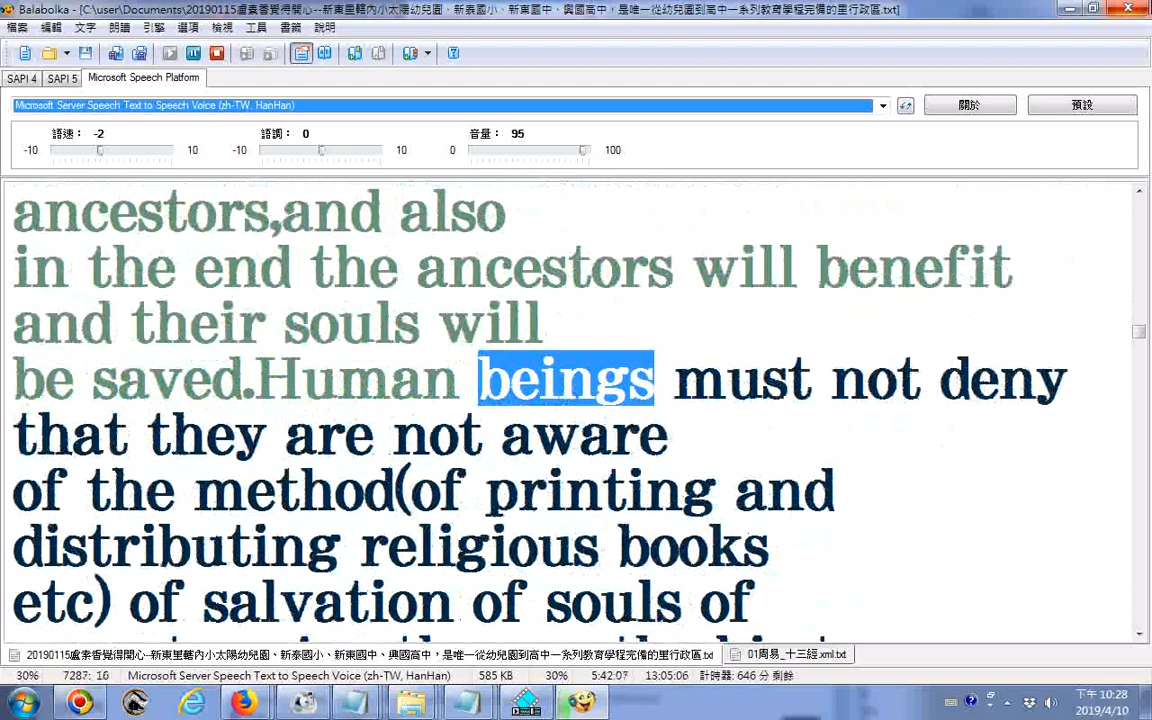 Balabolka - [C:\user\Documents\20190115盧素香覺得開心--新東里轄內小太陽幼兒園、新泰國小、新東國中、興國高中，是唯一從幼兒園到高中一系列教育學程完備的里行政區.txt]
檔案 編輯 文字 朗讀 引擎 選項 檢視 工具 書籤 說明
SAPI 4 SAPI 5 Microsoft Speech Platform
Microsoft Server Speech Text to Speech Voice (zh-TW, HanHan) 關於 預設
語速： -2 語調： 0 音量： 95
-10 10 -10 10 0 100
ancestors,and also
in the end the ancestors will benefit
and their souls will
be saved.Human beings must not deny
that they are not aware
of the method(of printing and
distributing religious books
etc) of salvation of souls of
20190115盧素香覺得開心--新東里轄內小太陽幼兒園、新泰國小、新東國中、興國高中，是唯一從幼兒園到高中一系列教育學程完備的里行政區.txt 01周易_十三經.xml.txt
30% 7287: 16 Microsoft Server Speech Text to Speech Voice (zh-TW, HanHan) 585 KB 30% 5:42:07 13:05:06 計時器: 646 分 剩餘
下午 10:28
2019/4/10